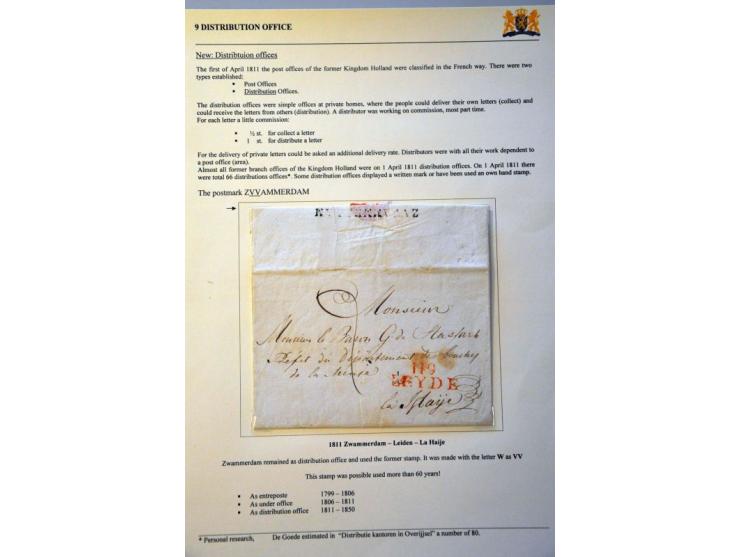 9 DISTRIBUTION OFFICE
New: Distribtuion offices
The first of April 1811 the post offices of the former Kingdom Holland were classified in the French way. There were two
types established:
• Post Offices
• Distribution Offices.
The distribution offices were simple offices at private homes, where the people could deliver their own letters (collect) and
could receive the letters from others (distribution). A distributor was working on commission, most part time.
For each letter a little commission:
• ½ st. for collect a letter
• 1 st. for distribute a letter
For the delivery of private letters could be asked an additional delivery rate. Distributors were with all their work dependent to
a post office (area).
Almost all former branch offices of the Kingdom Holland were on 1 April 1811 distribution offices. On 1 April 1811 there
were total 66 distributions offices*. Some distribution offices displayed a written mark or have been used an own hand stamp.
The postmark ZVVAMMERDAM
Monsieur
Monsieur le Baron G. de Stassart
Préfet du Département de
de la
119
LEYDE
à la Haije
1811 Zwammerdam – Leiden – La Haije
Zwammerdam remained as distribution office and used the former stamp. It was made with the letter W as VV
This stamp was possible used more than 60 years!
• As entreposte 1799 – 1806
• As under office 1806 – 1811
• As distribution office 1811 – 1850
* Personal research, De Goede estimated in "Distributie kantoren in Overijjsel" a number of 80.